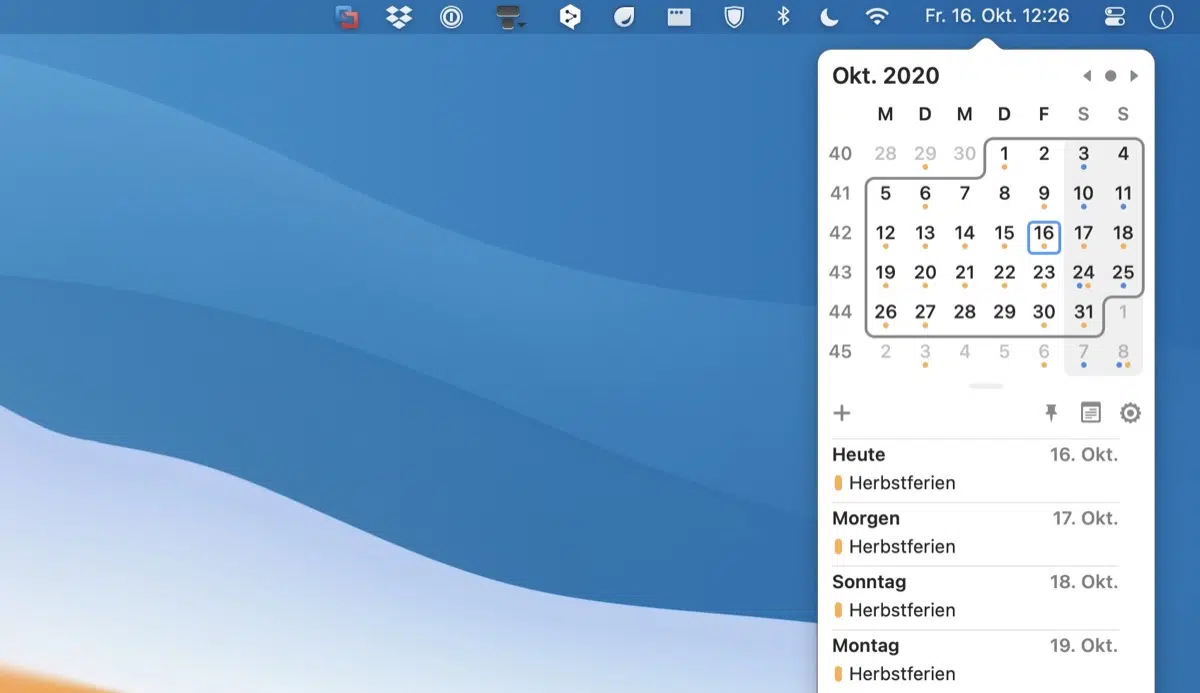 Fr. 16. Okt. 12:26
Okt. 2020
M D M D F S S
40 28 29 30 1 2 3 4
41 5 6 7 8 9 10 11
42 12 13 14 15 16 17 18
43 19 20 21 22 23 24 25
44 26 27 28 29 30 31 1
45 2 3 4 5 6 7 8
Heute 16. Okt.
Herbstferien
Morgen 17. Okt.
Herbstferien
Sonntag 18. Okt.
Herbstferien
Montag 19. Okt.
Herbstferien